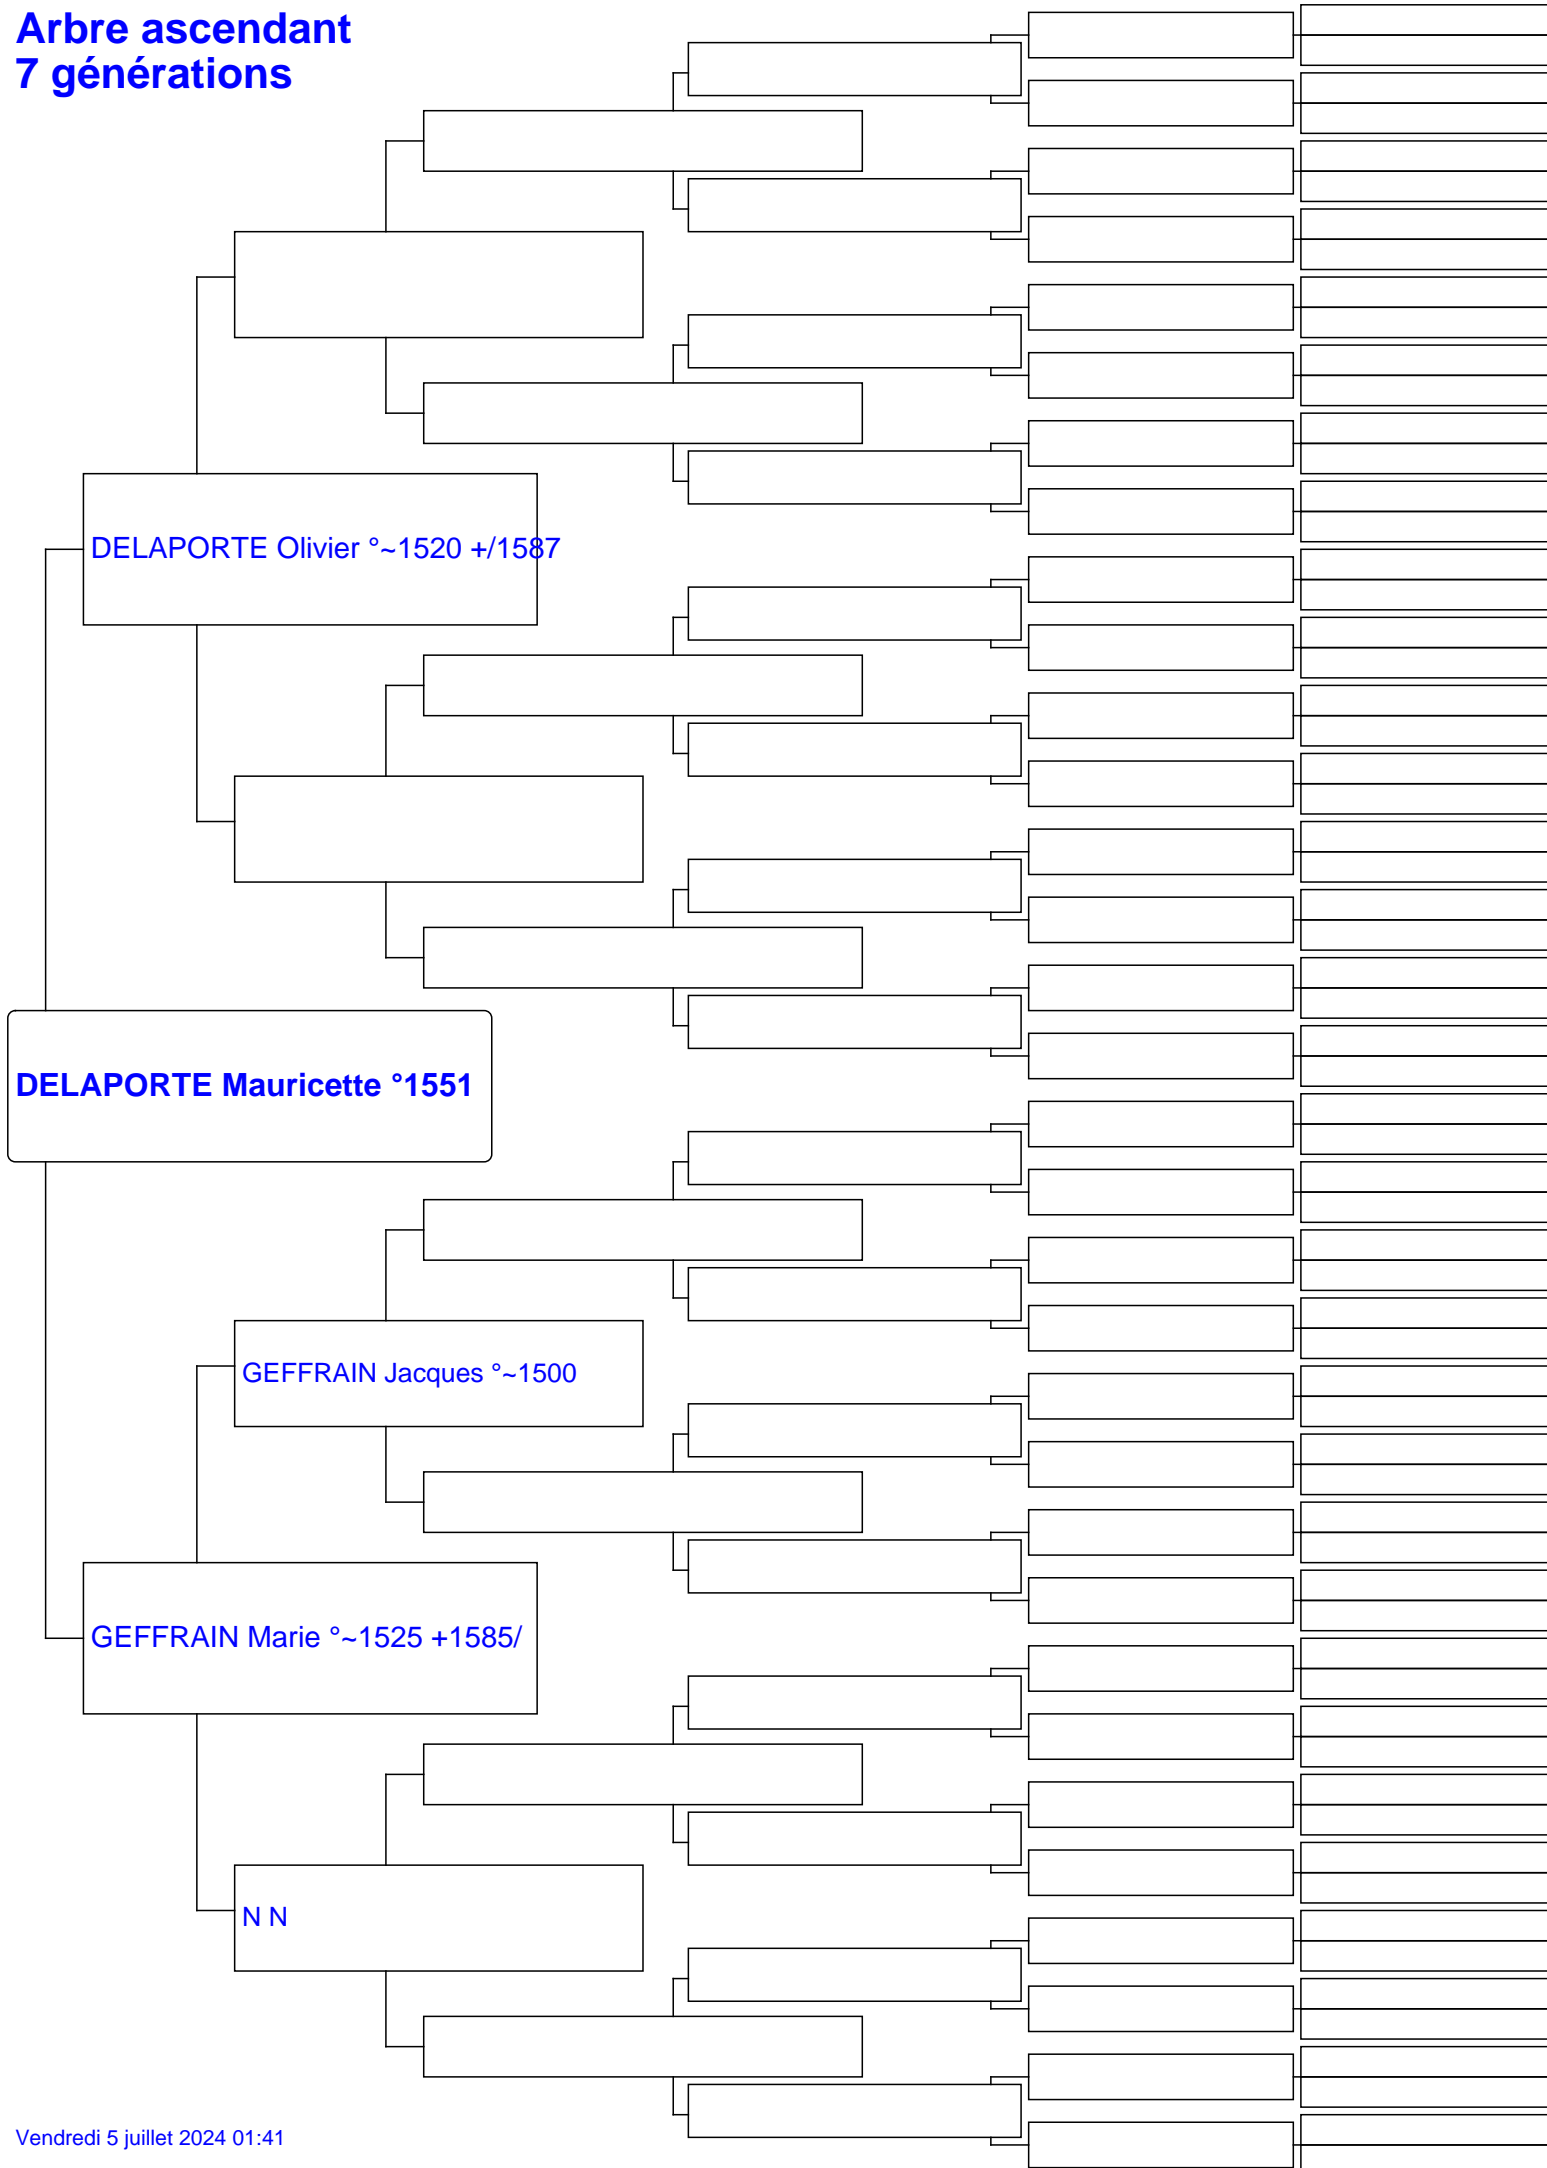 Arbre ascendant
7 générations
DELAPORTE Olivier °~1520 +/1587
DELAPORTE Mauricette °1551
GEFFRAIN Jacques °~1500
GEFFRAIN Marie °~1525 +1585/
N N
Vendredi 5 juillet 2024 01:41